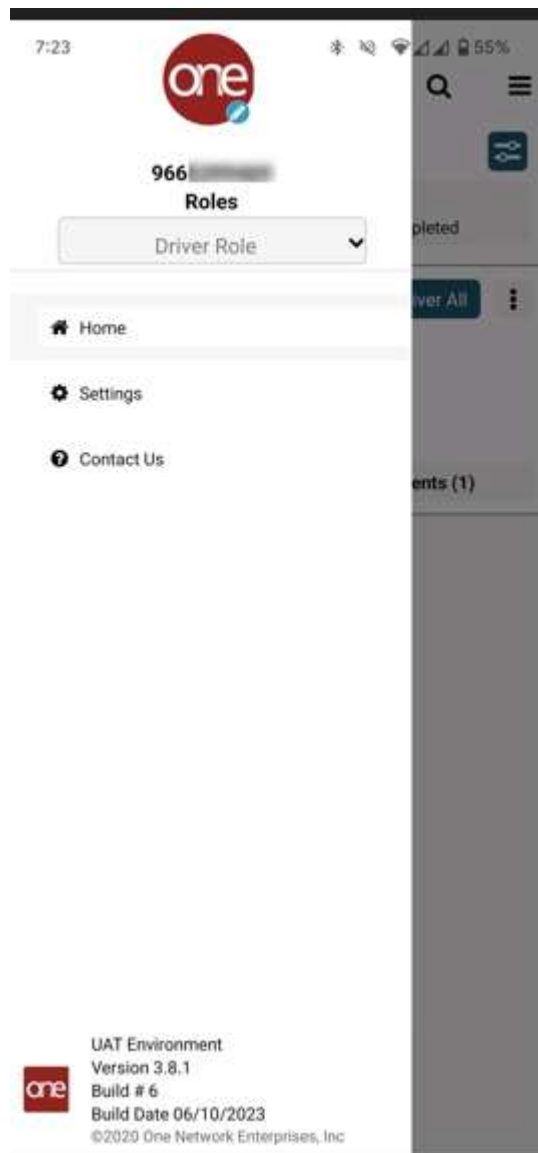 7:23
55%
one
966
Roles
Driver Role
pleted
iver All
Home
Settings
Contact Us
ents (1)
UAT Environment
Version 3.8.1
one
Build # 6
Build Date 06/10/2023
©2020 One Network Enterprises, Inc